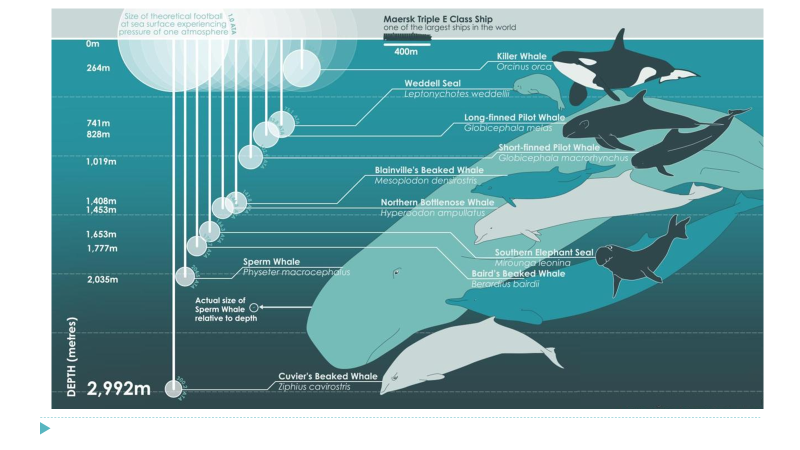 Size of theoretical football
at sea surface experiencing
pressure of one atmosphere
1.0 ATA
Maersk Triple E Class Ship
one of the largest ships in the world
400m
0m
264m
741m
828m
1,019m
1,408m
1,453m
1,653m
1,777m
2,035m
2,992m
DEPTH (metres)
Killer Whale
Orcinus orca
Weddell Seal
Leptonychotes weddellii
Long-finned Pilot Whale
Globicephala melas
Short-finned Pilot Whale
Globicephala macrorhynchus
Blainville's Beaked Whale
Mesoplodon densirostris
Northern Bottlenose Whale
Hyperoodon ampullatus
Southern Elephant Seal
Mirounga leonina
Baird's Beaked Whale
Berardius bairdii
Sperm Whale
Physeter macrocephalus
Actual size of
Sperm Whale
relative to depth
Cuvier's Beaked Whale
Ziphius cavirostris